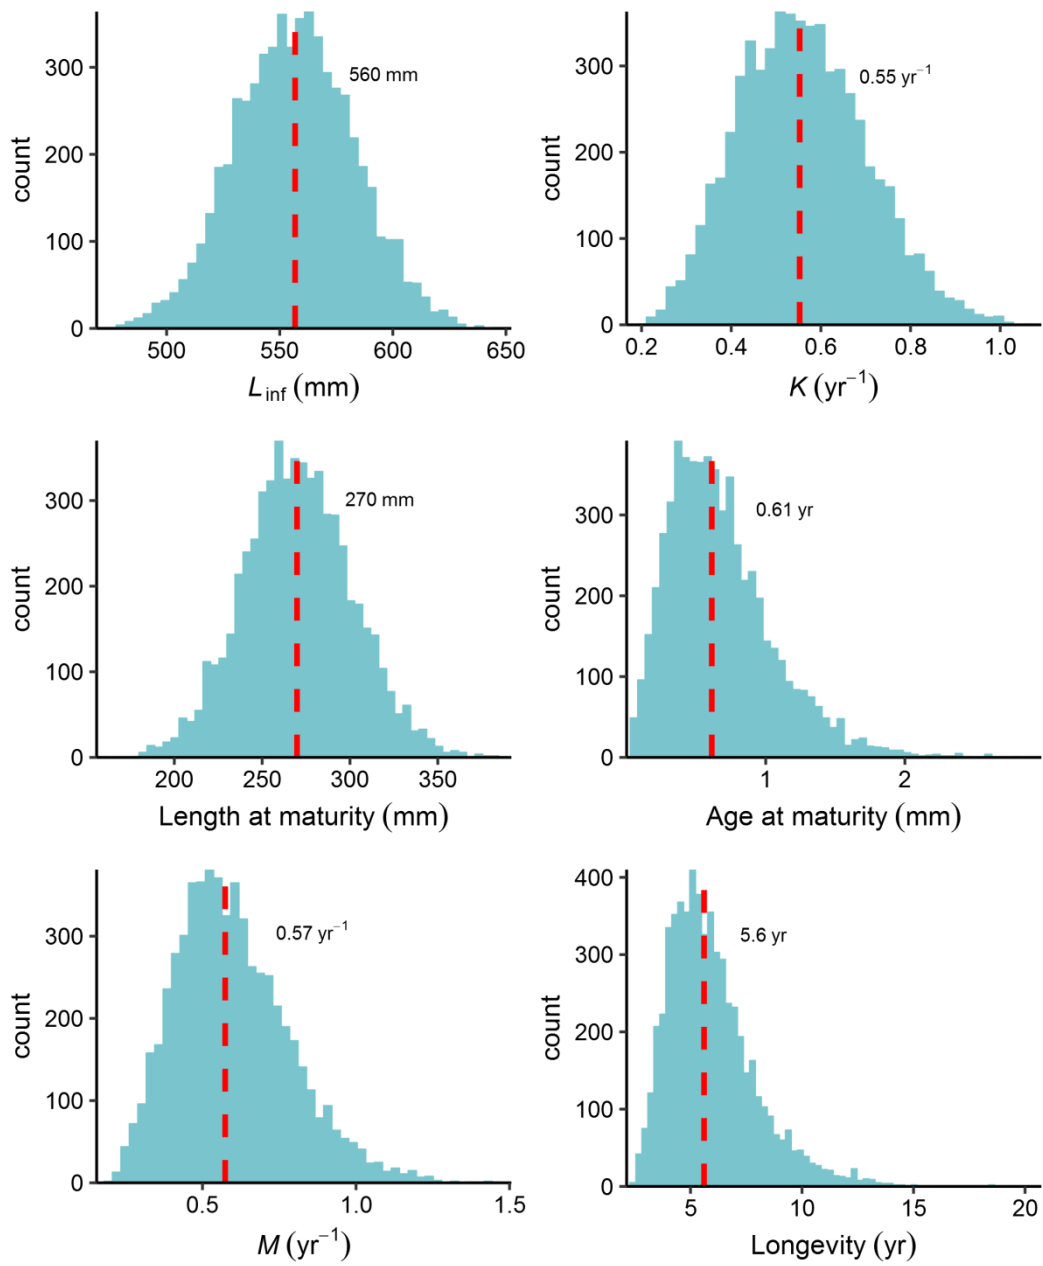 count
300
200
100
0
560 mm
500
550
600
650
L inf (mm)
count
300
200
100
0
0.55 yr−1
0.2
0.4
0.6
0.8
1.0
K (yr−1)
count
300
200
100
0
270 mm
200
250
300
350
Length at maturity (mm)
count
300
200
100
0
0.61 yr
1
2
Age at maturity (mm)
count
300
200
100
0
0.57 yr−1
0.5
1.0
1.5
M (yr−1)
count
400
300
200
100
0
5.6 yr
5
10
15
20
Longevity (yr)